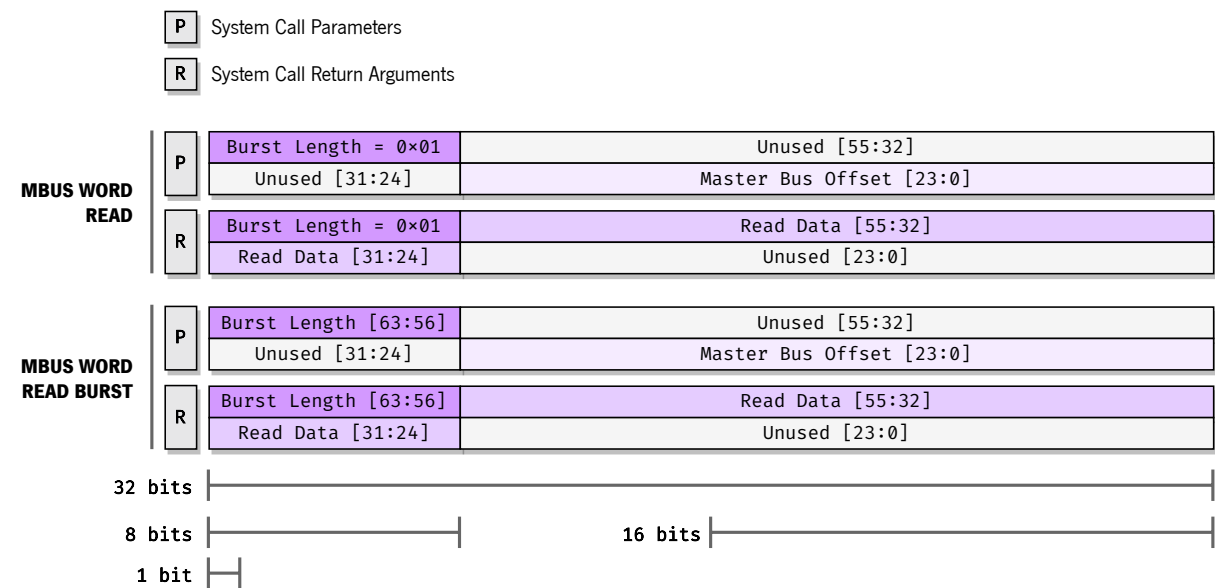 P System Call Parameters
R System Call Return Arguments
MBUS WORD
READ
P
Burst Length = 0×01 Unused [55:32]
Unused [31:24] Master Bus Offset [23:0]
R
Burst Length = 0×01 Read Data [55:32]
Read Data [31:24] Unused [23:0]
MBUS WORD
READ BURST
P
Burst Length [63:56] Unused [55:32]
Unused [31:24] Master Bus Offset [23:0]
R
Burst Length [63:56] Read Data [55:32]
Read Data [31:24] Unused [23:0]
32 bits
8 bits 16 bits
1 bit